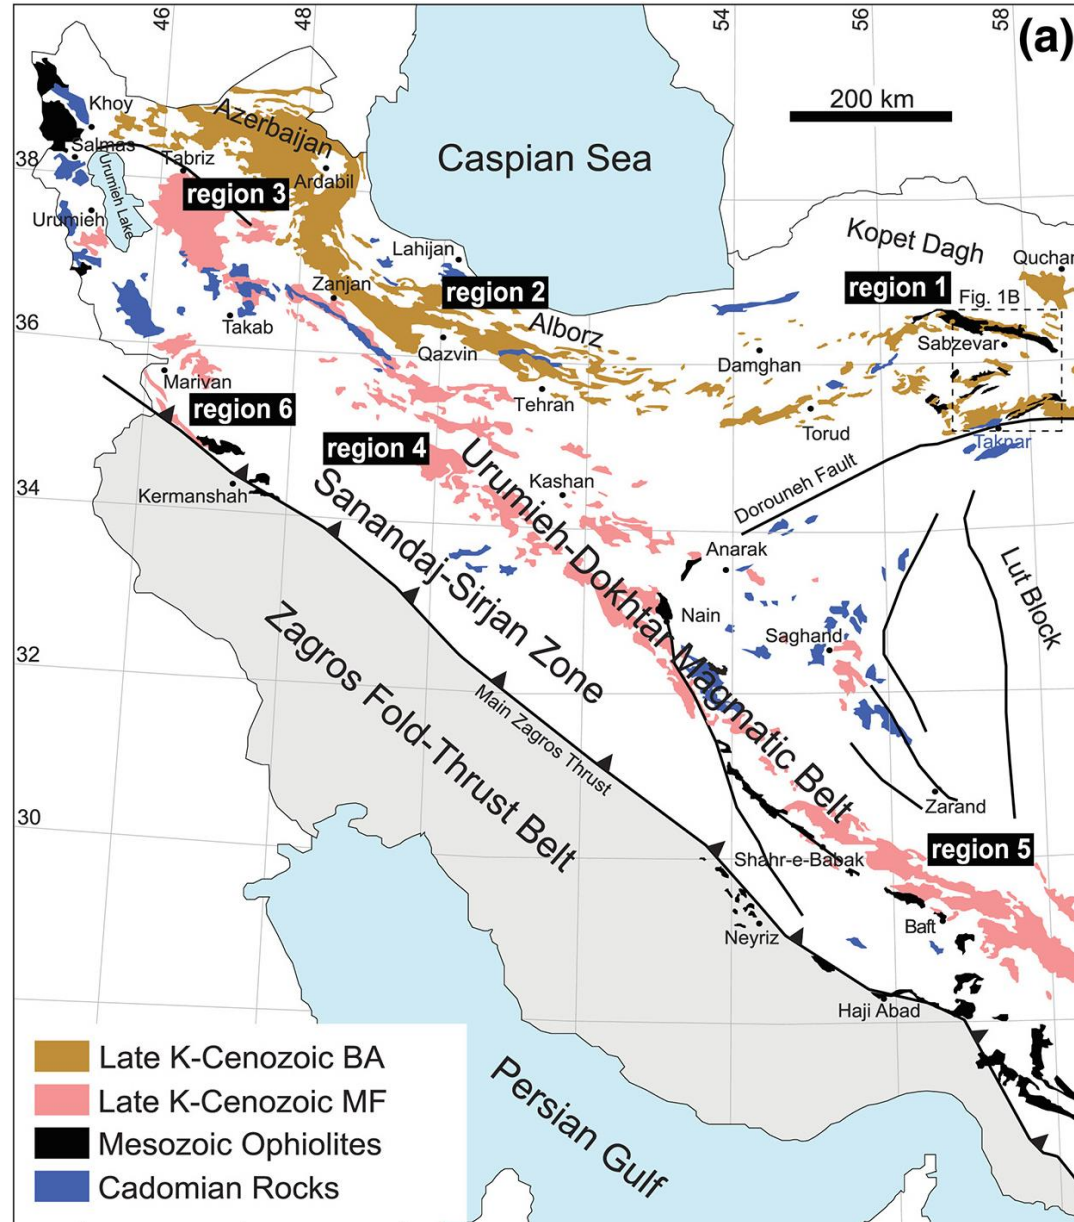 46
48
54
56
58
(a)
200 km
Khoy
Azerbaijan
Caspian Sea
Salmas
Tabriz
38
Urumieh Lake
region 3
Ardabil
Urumieh
Kopet Dagh
Lahijan
Quchan
Zanjan
region 2
region 1
Fig. 1B
Takab
Alborz
36
Qazvin
Sabzevar
Damghan
Marivan
region 6
Tehran
Torud
Taknar
region 4
Urumieh-Dokhtar Magmatic Belt
Kashan
Dorouneh Fault
34
Kermanshah
Sanandaj-Sirjan Zone
Anarak
Lut Block
Nain
Saghand
Zagros Fold-Thrust Belt
32
Main Zagros Thrust
Zarand
30
region 5
Shahr-e-Babak
Baft
Neyriz
Haji Abad
Persian Gulf
Late K-Cenozoic BA
Late K-Cenozoic MF
Mesozoic Ophiolites
Cadomian Rocks